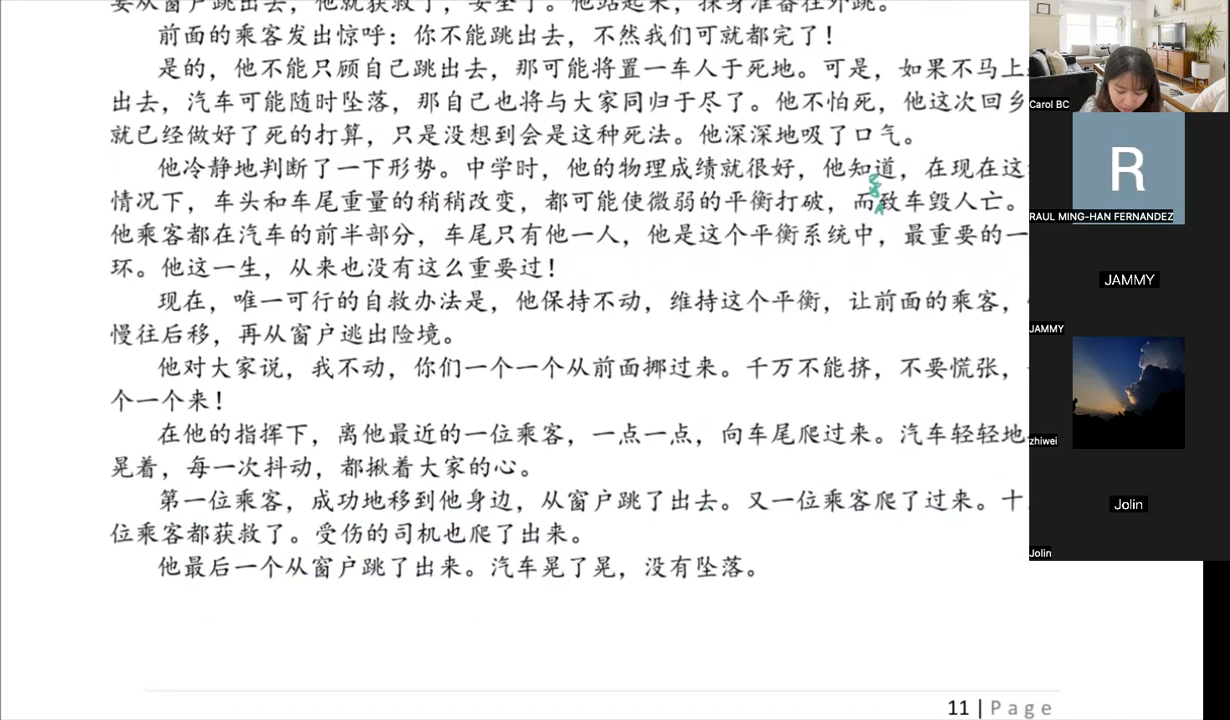 要从窗户跳出去，他就获救了，安全了。他站起来，探身准备往外跳。
前面的乘客发出惊呼：你不能跳出去，不然我们可就都完了！
是的，他不能只顾自己跳出去，那可能将置一车人于死地。可是，如果不马上
出去，汽车可能随时坠落，那自己也将与大家同归于尽了。他不怕死，他这次回乡
就已经做好了死的打算，只是没想到会是这种死法。他深深地吸了口气。
他冷静地判断了一下形势。中学时，他的物理成绩就很好，他知道，在现在这
情况下，车头和车尾重量的稍稍改变，都可能使微弱的平衡打破，而致车毁人亡。
他乘客都在汽车的前半部分，车尾只有他一人，他是这个平衡系统中，最重要的一
环。他这一生，从来也没有这么重要过！
现在，唯一可行的自救办法是，他保持不动，维持这个平衡，让前面的乘客，
慢往后移，再从窗户逃出险境。
他对大家说，我不动，你们一个一个从前面挪过来。千万不能挤，不要慌张，
个一个来！
在他的指挥下，离他最近的一位乘客，一点一点，向车尾爬过来。汽车轻轻地
晃着，每一次抖动，都揪着大家的心。
第一位乘客，成功地移到他身边，从窗户跳了出去。又一位乘客爬了过来。十
位乘客都获救了。受伤的司机也爬了出来。
他最后一个从窗户跳了出来。汽车晃了晃，没有坠落。
11 | Page
Carol BC
R
RAUL MING-HAN FERNANDEZ
JAMMY
JAMMY
zhiwei
Jolin
Jolin